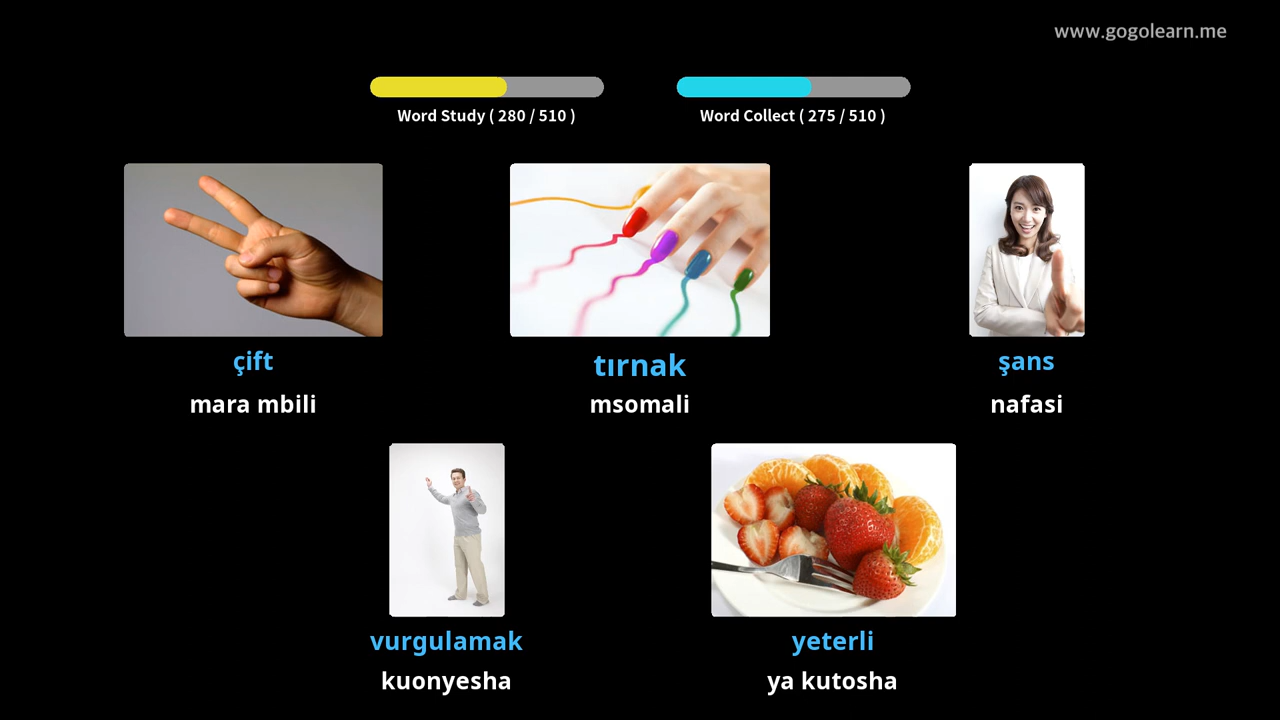 www.gogolearn.me
Word Study ( 280 / 510 )
Word Collect ( 275 / 510 )
çift
tırnak
şans
mara mbili
msomali
nafasi
vurgulamak
yeterli
kuonyesha
ya kutosha